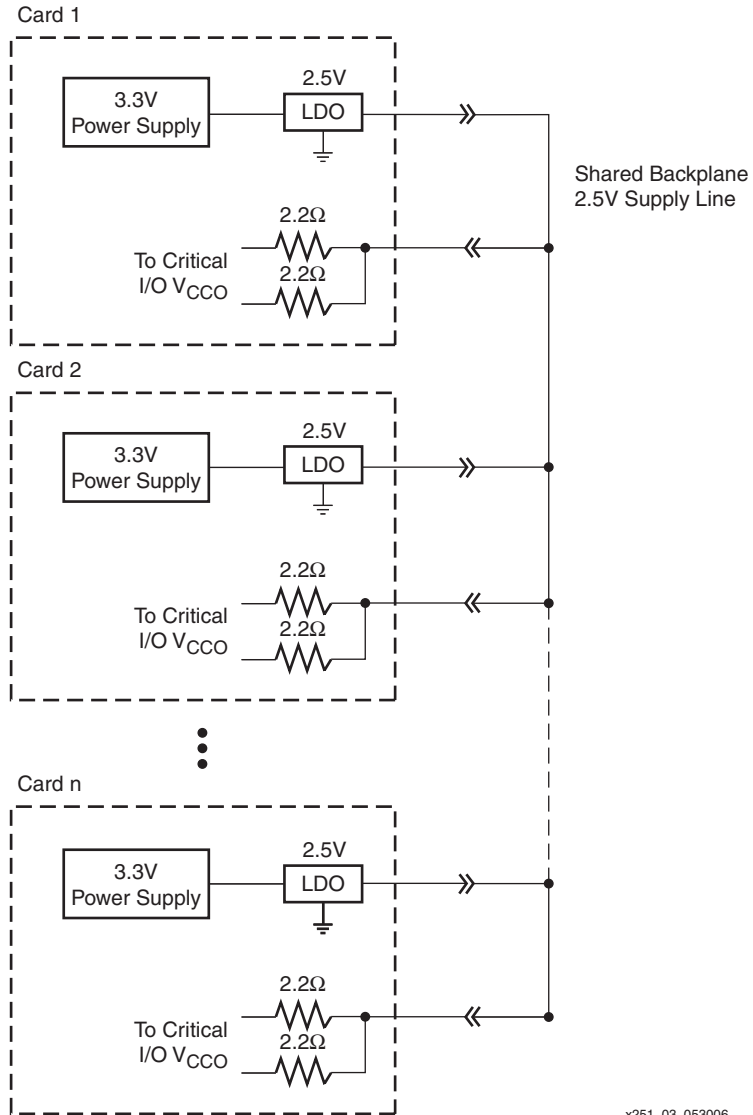 Card 1
3.3V
Power Supply
2.5V
LDO
Shared Backplane
2.5V Supply Line
2.2Ω
To Critical
I/O VCCO
2.2Ω
Card 2
3.3V
Power Supply
2.5V
LDO
2.2Ω
To Critical
I/O VCCO
2.2Ω
Card n
3.3V
Power Supply
2.5V
LDO
2.2Ω
To Critical
I/O VCCO
2.2Ω
x251_03_053006